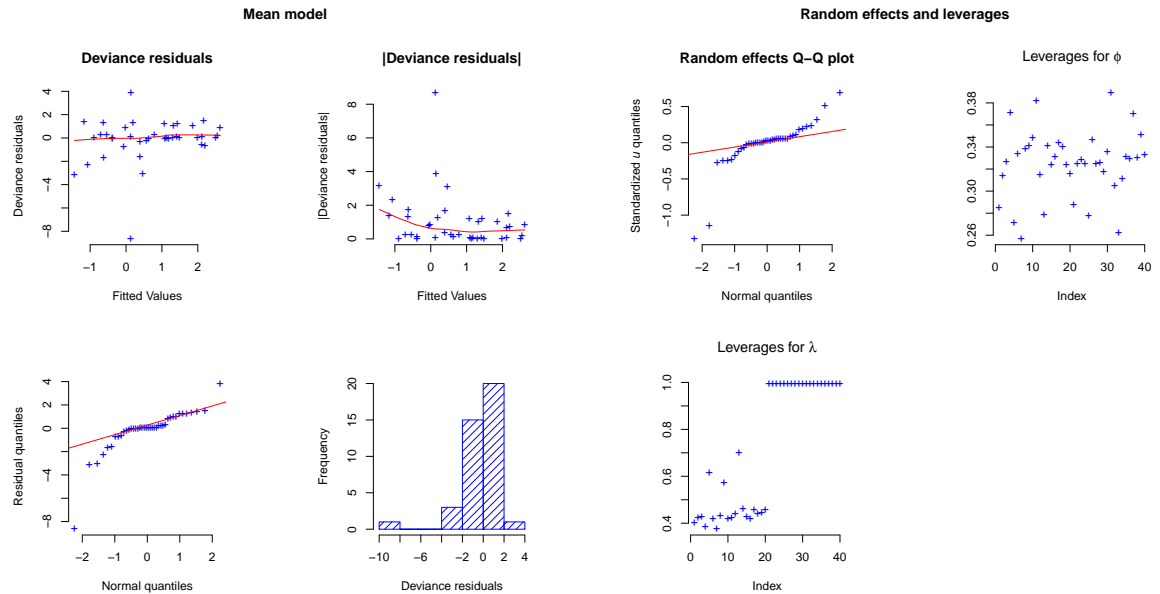 Mean model
Random effects and leverages
Deviance residuals
|Deviance residuals|
Random effects Q−Q plot
Leverages for ϕ
Deviance residuals
4
2
0
−4
−8
−1 0 1 2
Fitted Values
|Deviance residuals|
8
6
4
2
0
−1 0 1 2
Fitted Values
Standardized u quantiles
0.5
0.0
−0.5
−1.0
−2 −1 0 1 2
Normal quantiles
0.38
0.34
0.30
0.26
0 10 20 30 40
Index
Leverages for λ
Residual quantiles
4
2
0
−4
−8
−2 −1 0 1 2
Normal quantiles
Frequency
20
15
10
5
0
−10 −6 −2 0 2 4
Deviance residuals
1.0
0.8
0.6
0.4
0 10 20 30 40
Index